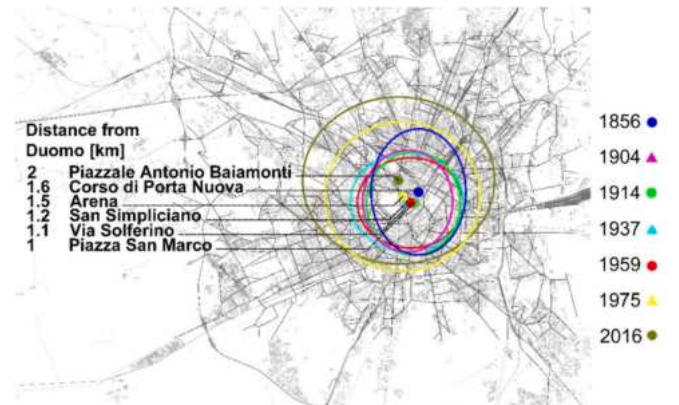 Distance from
Duomo [km]
2 Piazzale Antonio Baiamonti
1.6 Corso di Porta Nuova
1.5 Arena
1.2 San Simpliciano
1.1 Via Solferino
1 Piazza San Marco
1856
1904
1914
1937
1959
1975
2016